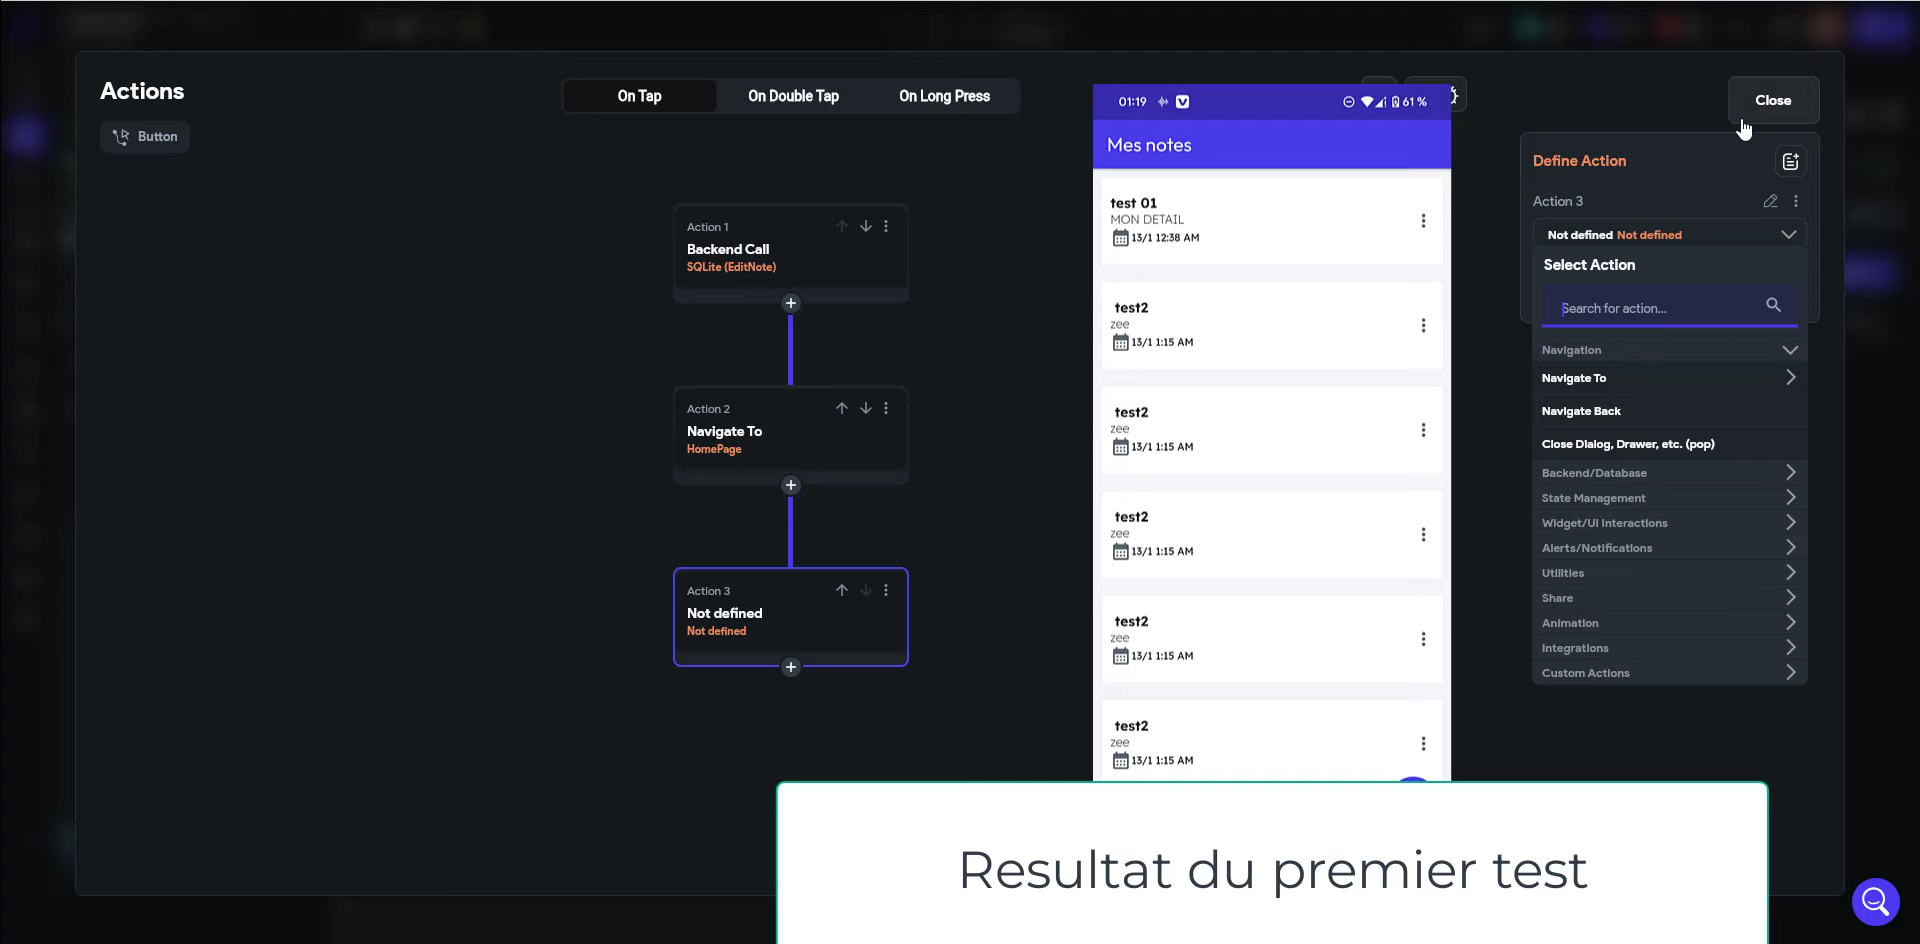 Actions
Button
On Tap
On Double Tap
On Long Press
Close
Action 1
Backend Call
SQLite (EditNote)
Action 2
Navigate To
HomePage
Action 3
Not defined
Not defined
01:19
61 %
Mes notes
test 01
MON DETAIL
13/1 12:38 AM
test2
zee
13/1 1:15 AM
test2
zee
13/1 1:15 AM
test2
zee
13/1 1:15 AM
test2
zee
13/1 1:15 AM
test2
zee
13/1 1:15 AM
Define Action
Action 3
Not defined Not defined
Select Action
Search for action...
Navigation
Navigate To
Navigate Back
Close Dialog, Drawer, etc. (pop)
Backend/Database
State Management
Widget/UI Interactions
Alerts/Notifications
Utilities
Share
Animation
Integrations
Custom Actions
Resultat du premier test